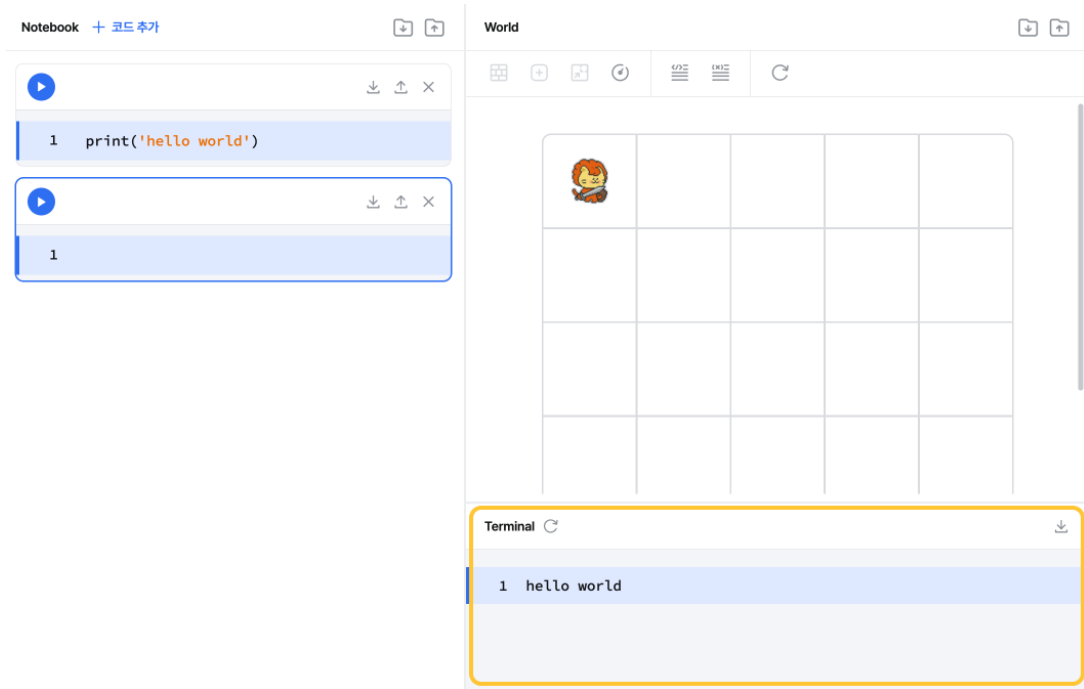 Notebook + 코드 추가
1 print('hello world')
1
World
Terminal
1 hello world